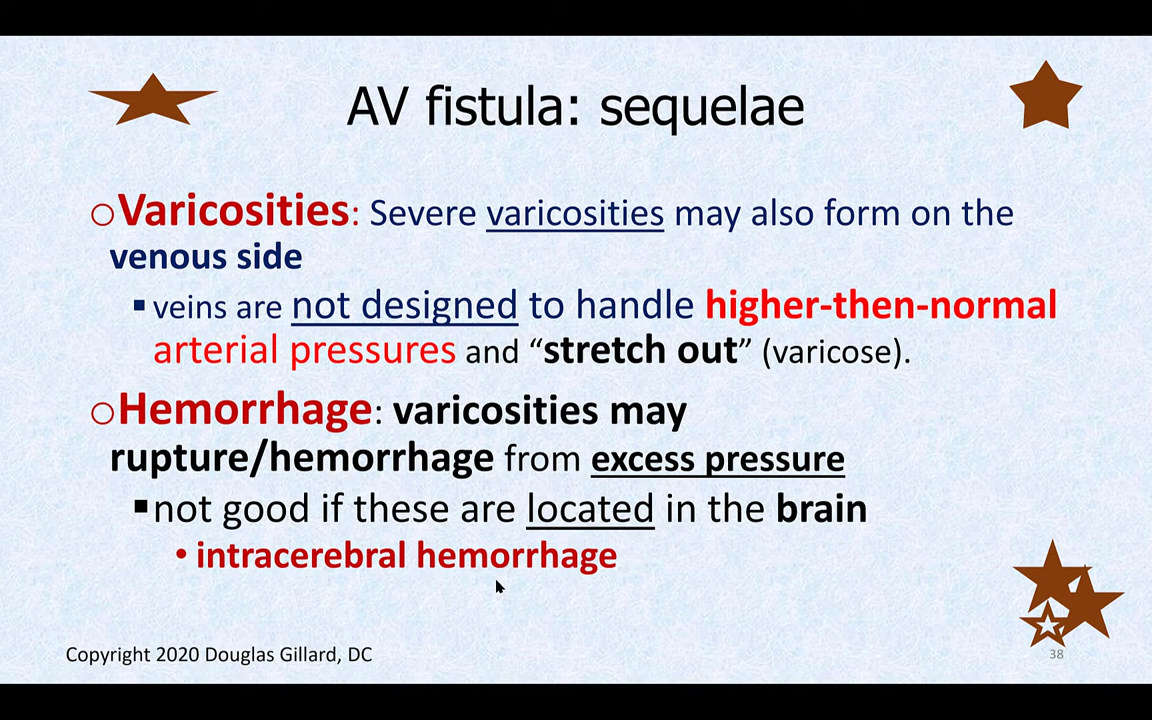 AV fistula: sequelae
○Varicosities: Severe varicosities may also form on the
venous side
▪veins are not designed to handle higher-then-normal
arterial pressures and “stretch out” (varicose).
○Hemorrhage: varicosities may
rupture/hemorrhage from excess pressure
▪not good if these are located in the brain
• intracerebral hemorrhage
Copyright 2020 Douglas Gillard, DC
38